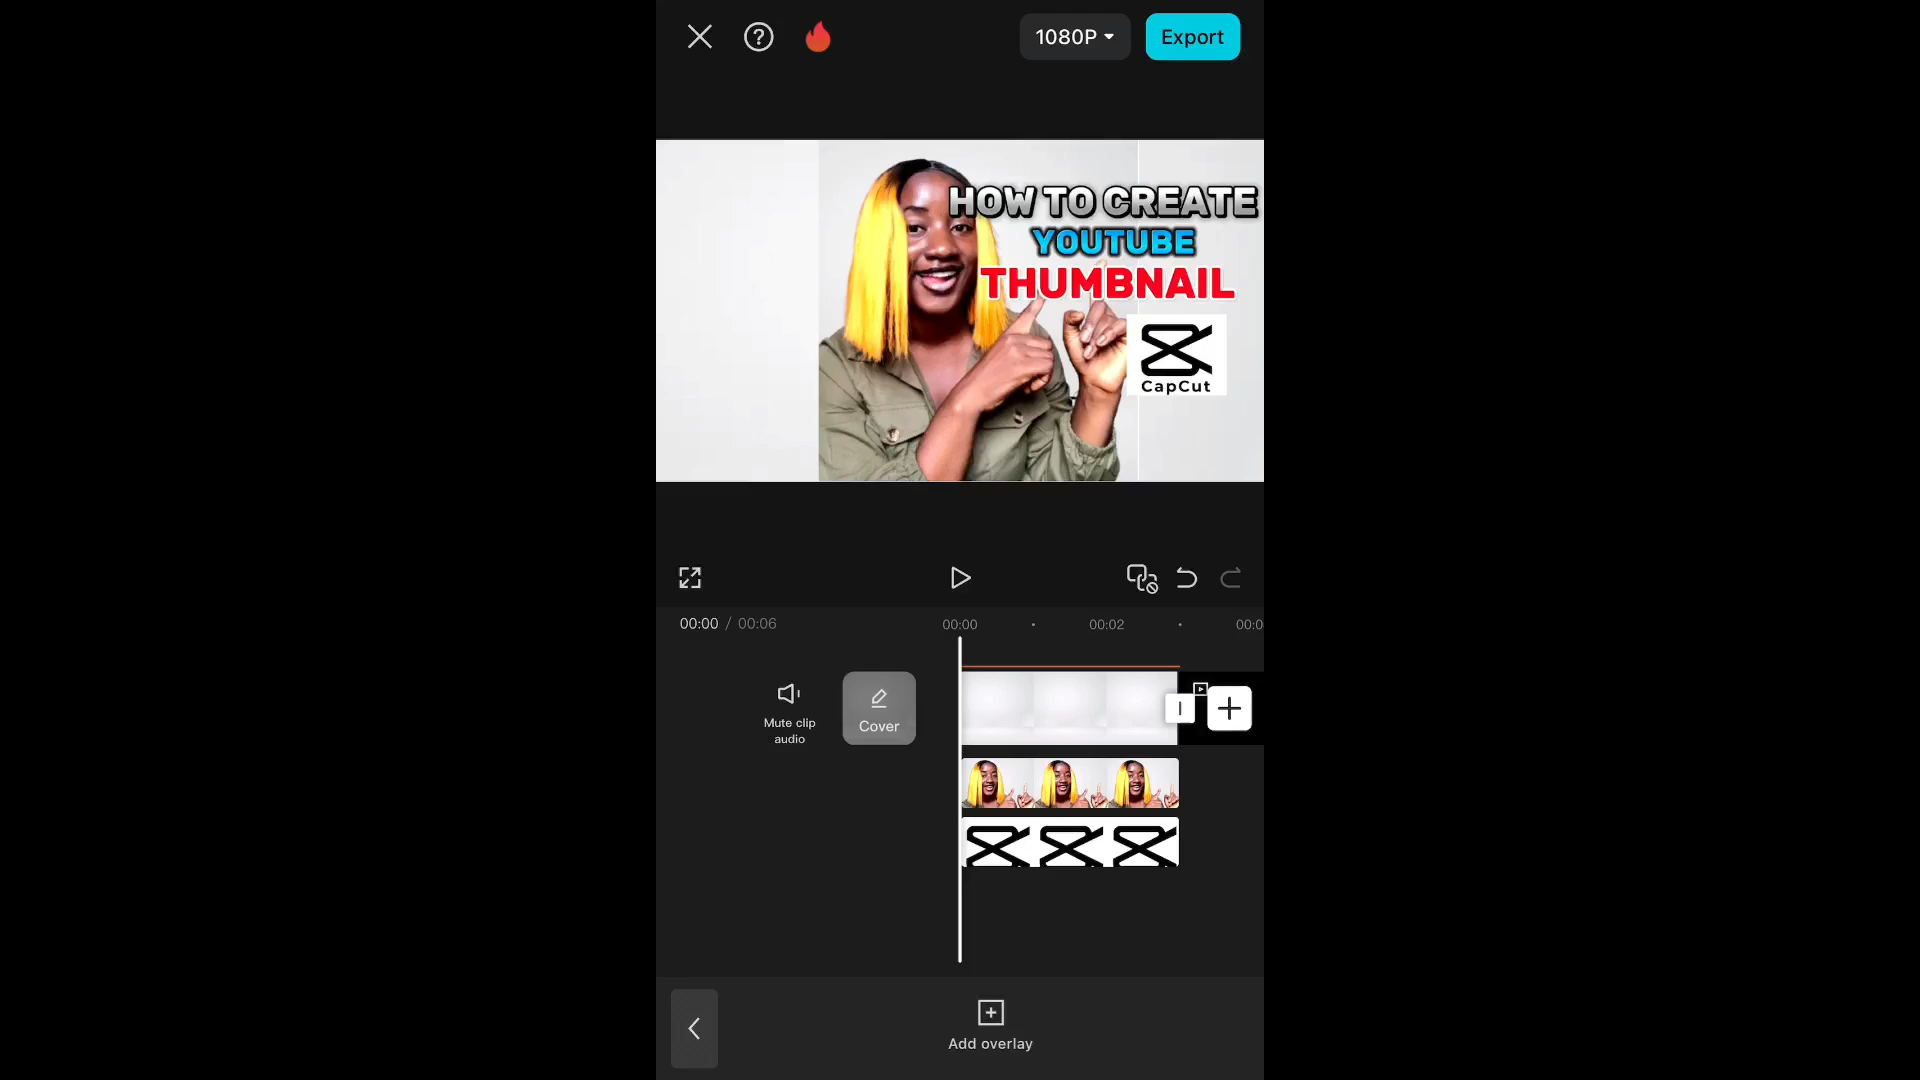 1080P
Export
HOW TO CREATE
YOUTUBE
THUMBNAIL
CapCut
00:00 / 00:06
00:00
00:02
Mute clip
audio
Cover
Add overlay